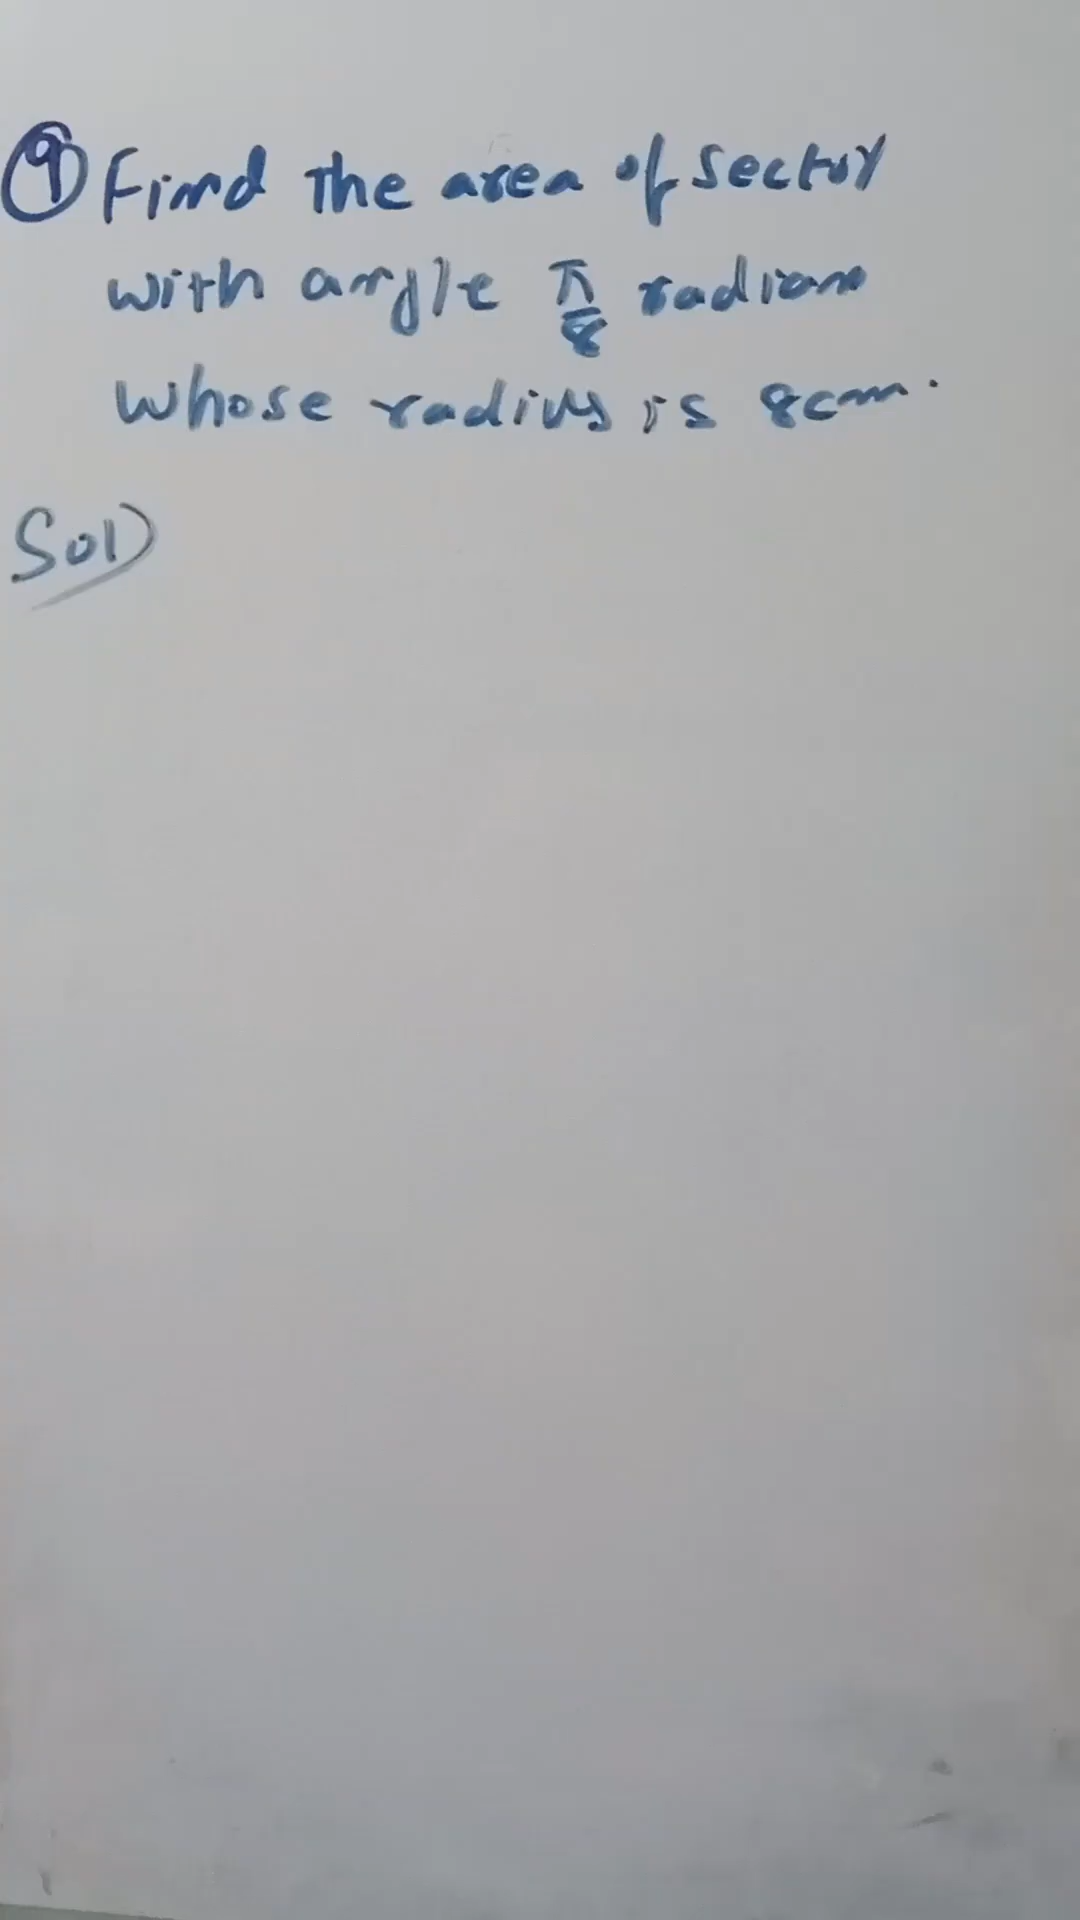 9 Find the area of sector
with angle π/8 radians
whose radius is 8cm.
Sol)